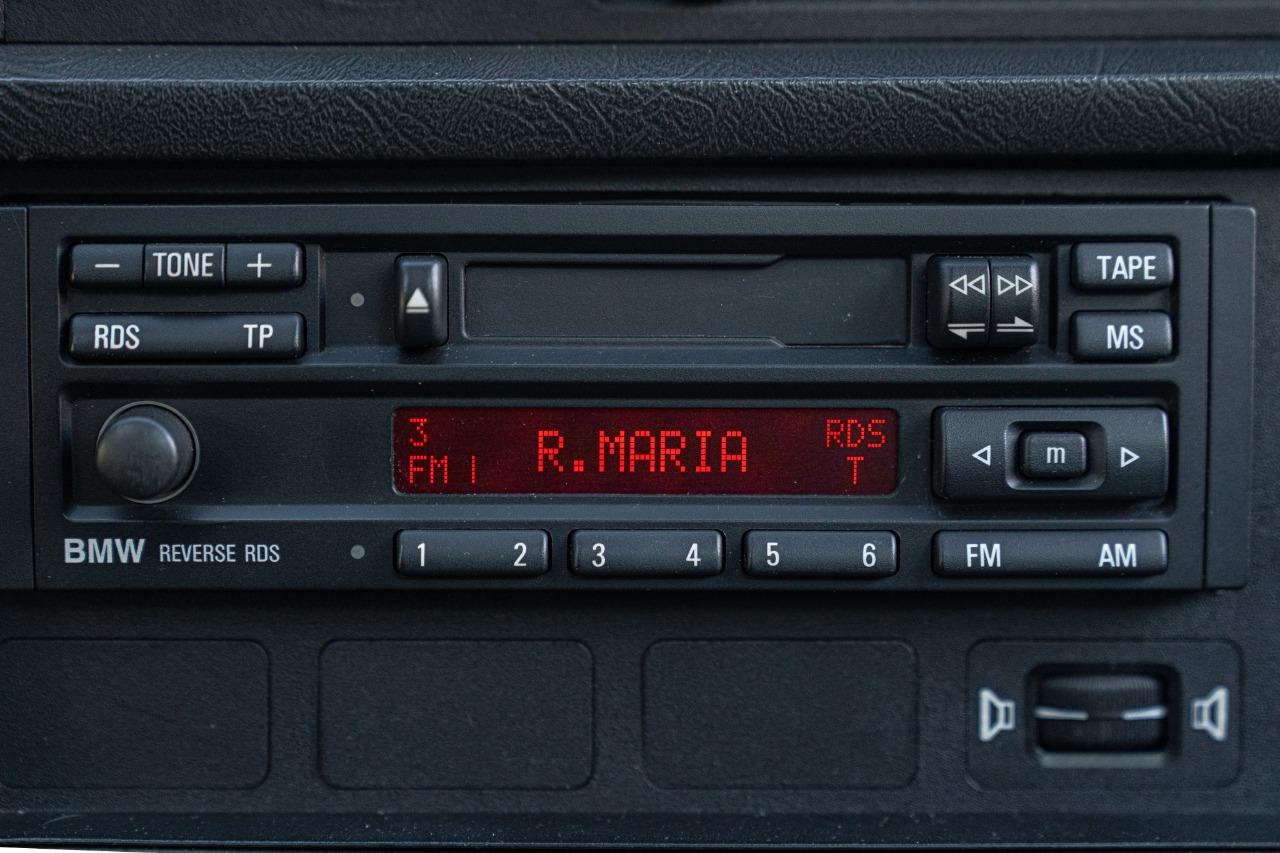 − TONE +
TAPE
RDS TP
MS
3 R.MARIA RDS
FM 1 T
m
BMW REVERSE RDS
1 2 3 4 5 6 FM AM